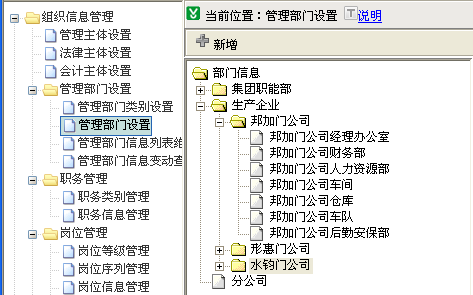 组织信息管理
管理主体设置
法律主体设置
会计主体设置
管理部门设置
管理部门类别设置
管理部门设置
管理部门信息列表维
管理部门信息变动查
职务管理
职务类别管理
职务信息管理
岗位管理
岗位等级管理
岗位序列管理
岗位信息管理
当前位置：管理部门设置 说明
新增
部门信息
集团职能部
生产企业
邦加门公司
邦加门公司经理办公室
邦加门公司财务部
邦加门公司人力资源部
邦加门公司车间
邦加门公司仓库
邦加门公司车队
邦加门公司后勤安保部
形惠门公司
水钧门公司
分公司